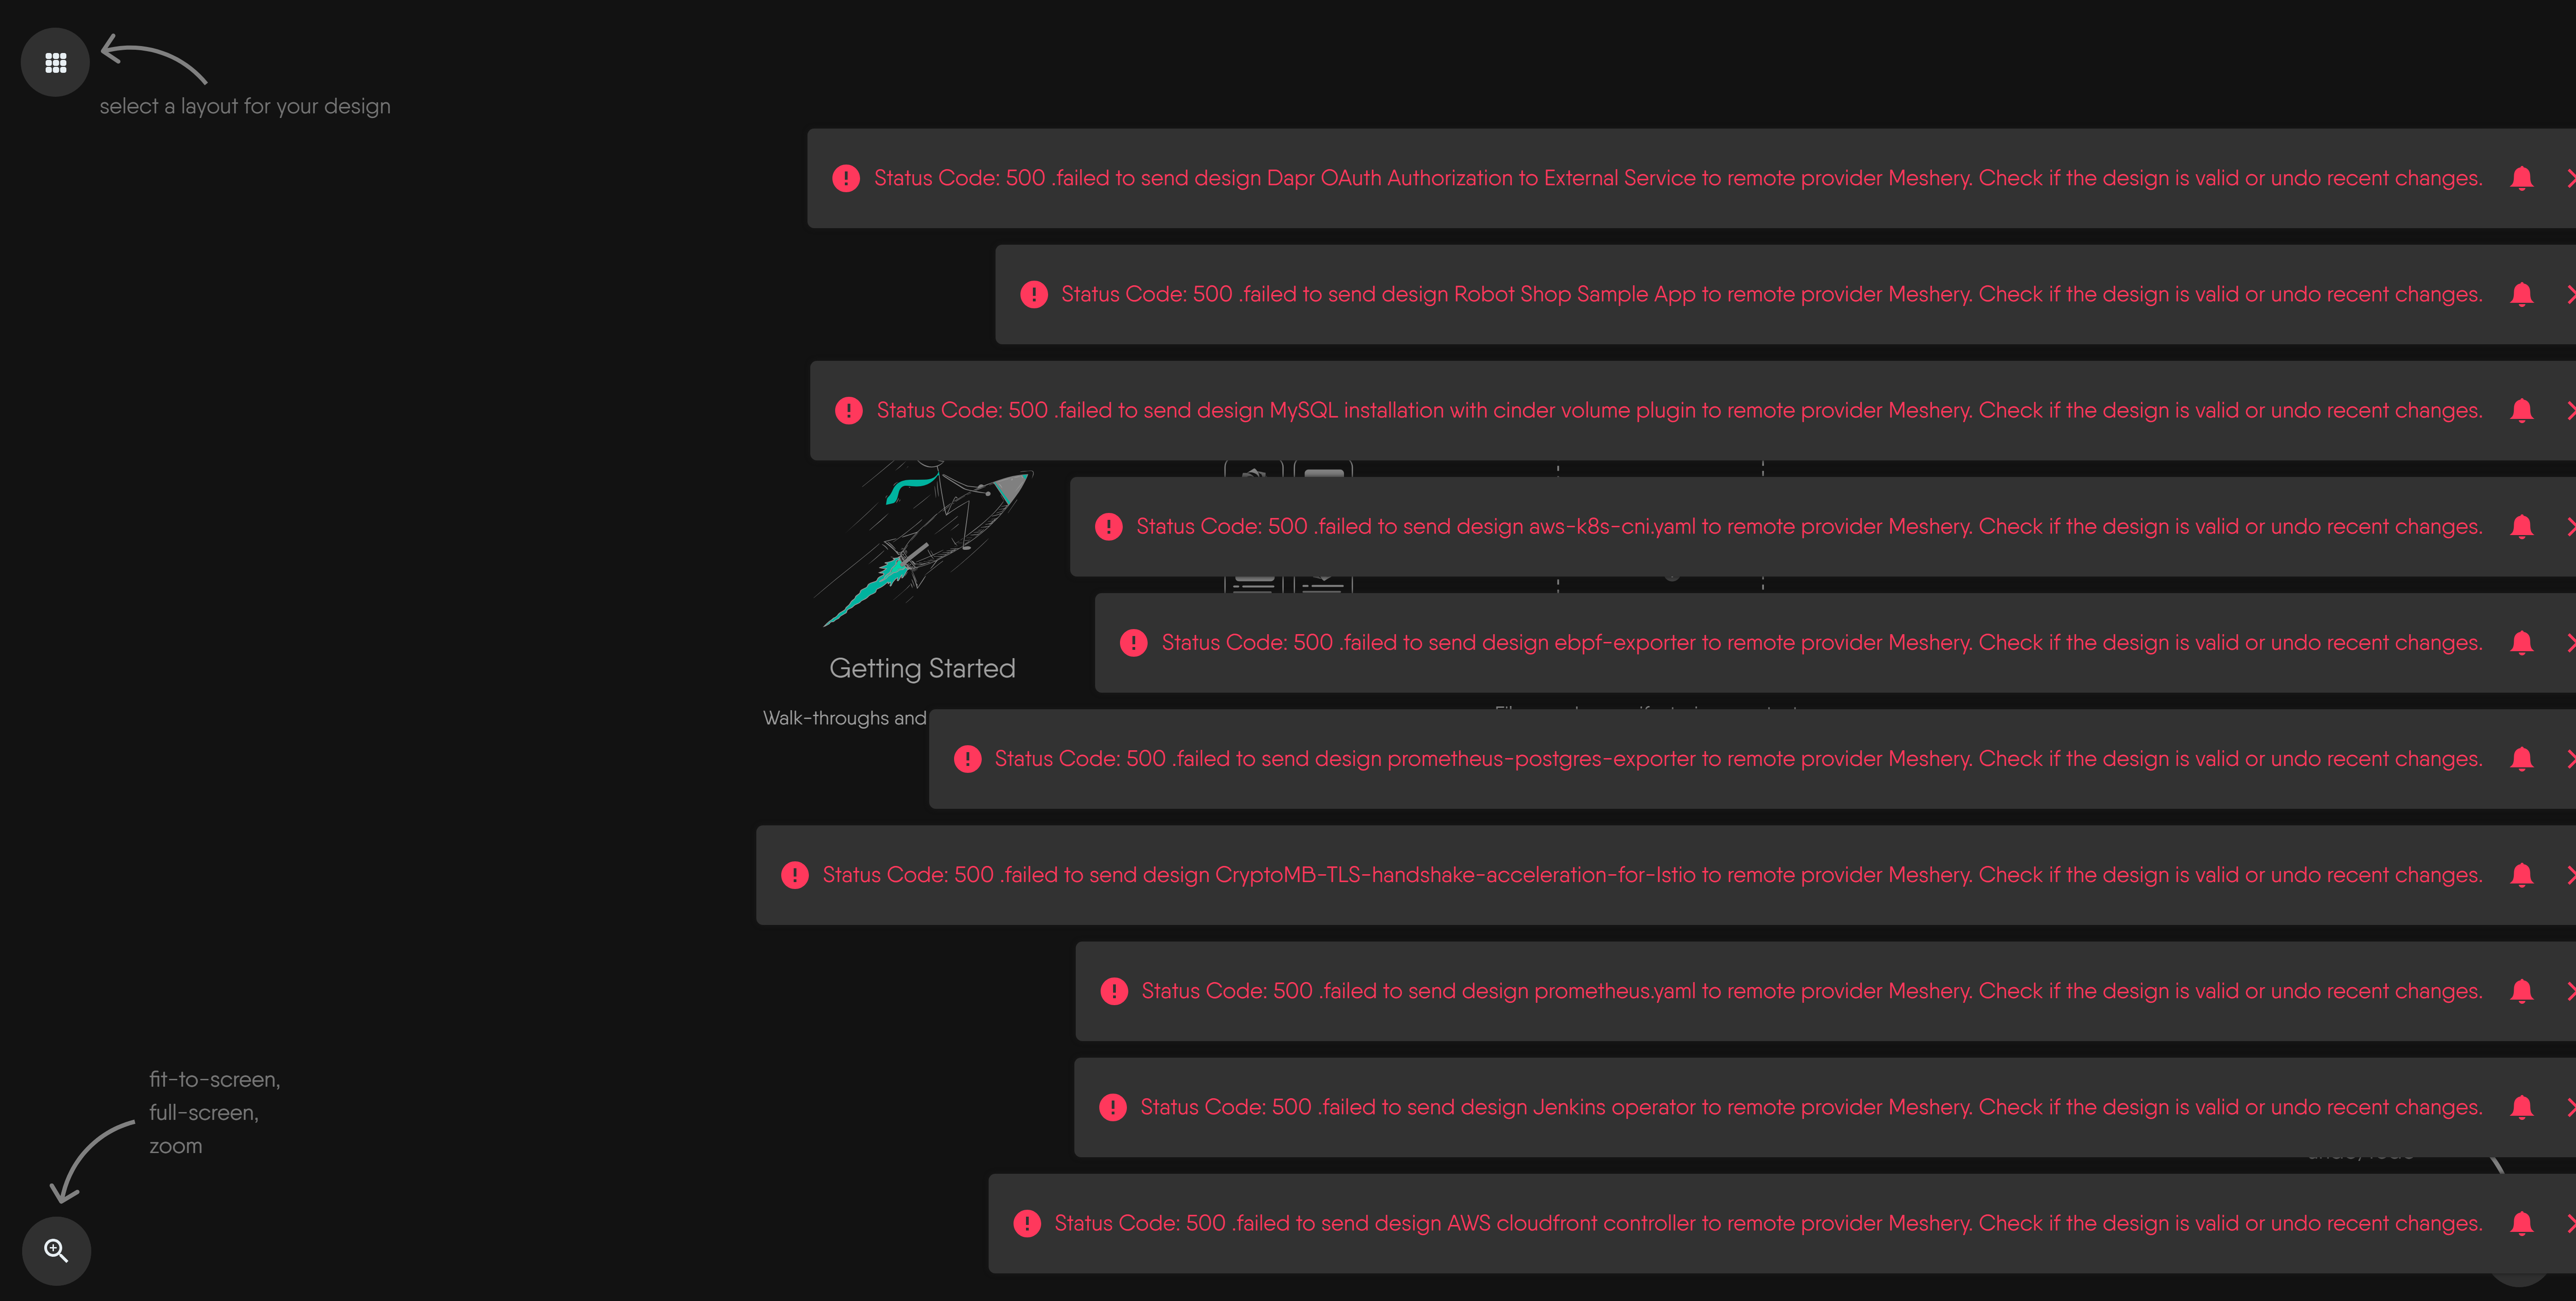 select a layout for your design
Status Code: 500 .failed to send design Dapr OAuth Authorization to External Service to remote provider Meshery. Check if the design is valid or undo recent changes.
Status Code: 500 .failed to send design Robot Shop Sample App to remote provider Meshery. Check if the design is valid or undo recent changes.
Status Code: 500 .failed to send design MySQL installation with cinder volume plugin to remote provider Meshery. Check if the design is valid or undo recent changes.
Status Code: 500 .failed to send design aws-k8s-cni.yaml to remote provider Meshery. Check if the design is valid or undo recent changes.
Status Code: 500 .failed to send design ebpf-exporter to remote provider Meshery. Check if the design is valid or undo recent changes.
Getting Started
Walk-throughs and
Status Code: 500 .failed to send design prometheus-postgres-exporter to remote provider Meshery. Check if the design is valid or undo recent changes.
Status Code: 500 .failed to send design CryptoMB-TLS-handshake-acceleration-for-Istio to remote provider Meshery. Check if the design is valid or undo recent changes.
Status Code: 500 .failed to send design prometheus.yaml to remote provider Meshery. Check if the design is valid or undo recent changes.
fit-to-screen,
full-screen,
zoom
Status Code: 500 .failed to send design Jenkins operator to remote provider Meshery. Check if the design is valid or undo recent changes.
Status Code: 500 .failed to send design AWS cloudfront controller to remote provider Meshery. Check if the design is valid or undo recent changes.